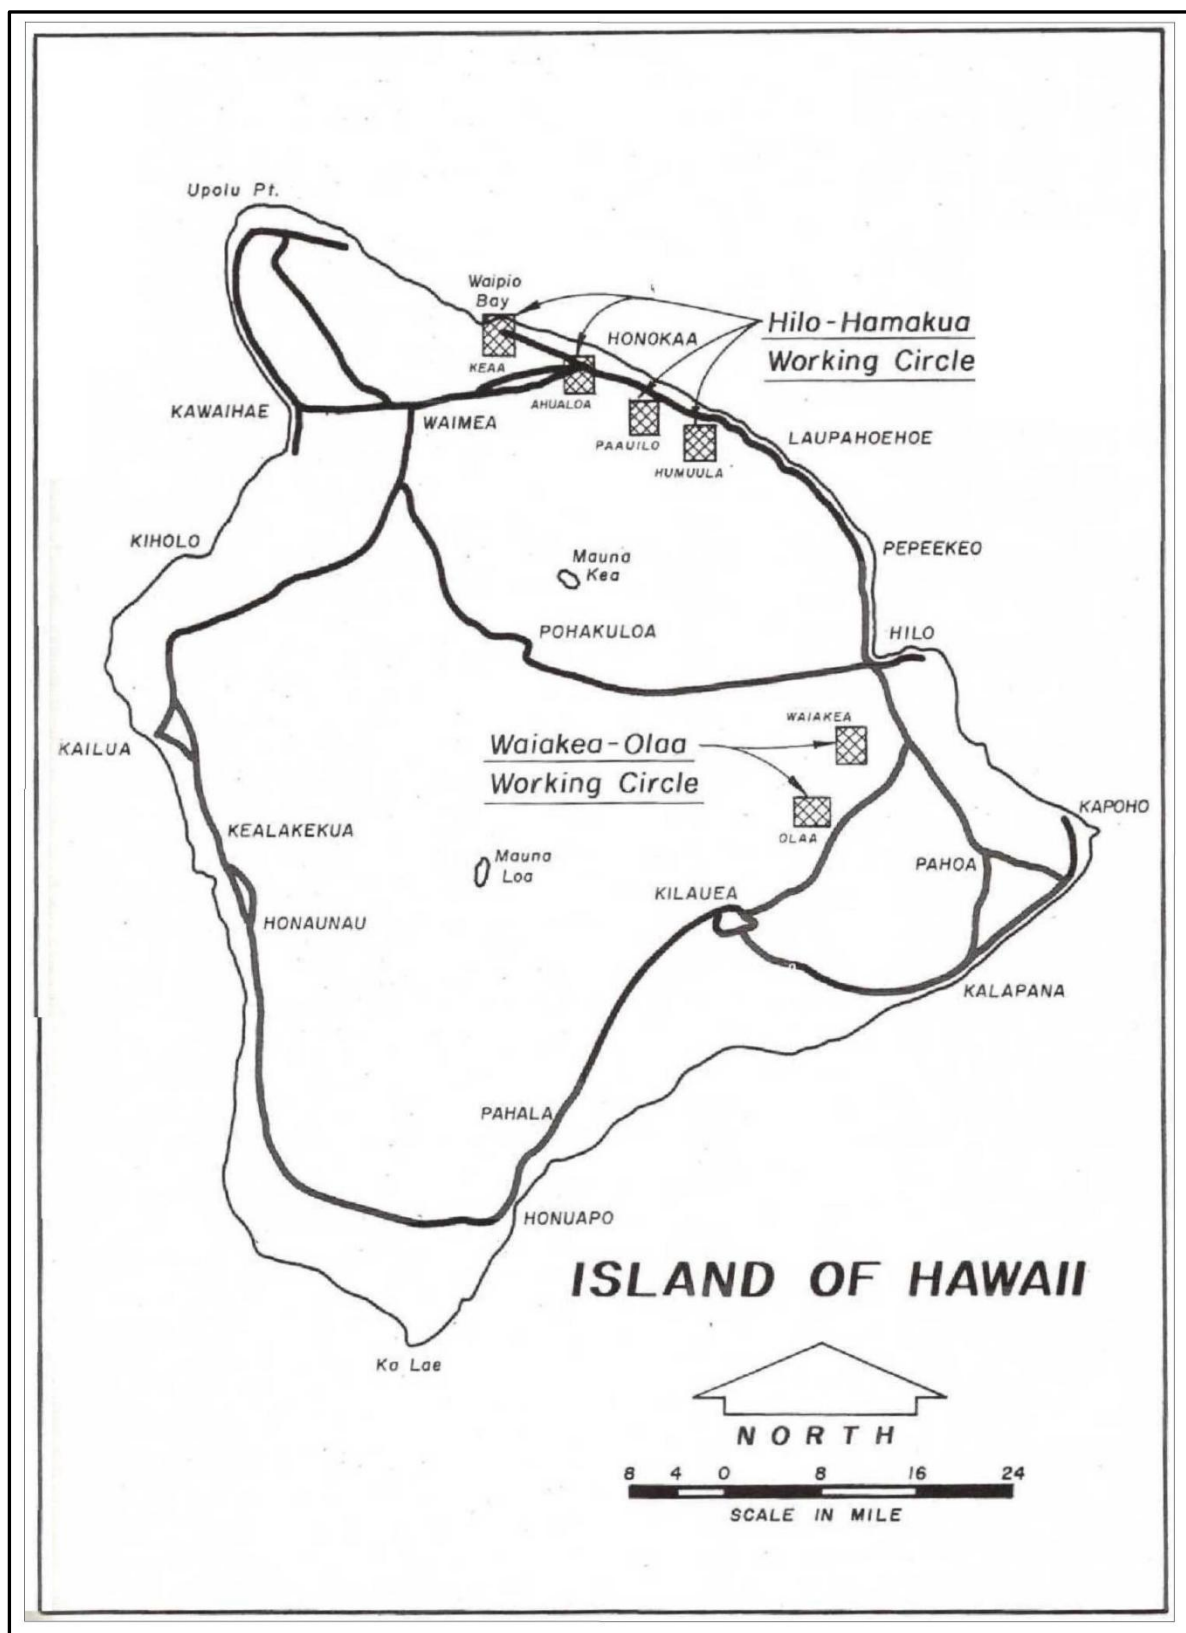 Upolu Pt.
Waipio
Bay
HONOKAA
Hilo-Hamakua
Working Circle
KEAA
AHUALOA
KAWAIHAE
WAIMEA
PAAUILO
HUMUULA
LAUPAHOEHOE
KIHOLO
Mauna
Kea
PEPEEKEO
POHAKULOA
HILO
WAIAKEA
Waiakea-Olaa
Working Circle
KAILUA
OLAA
KAPOHO
KEALAKEKUA
Mauna
Loa
PAHOA
KILAUEA
HONAUNAU
KALAPANA
PAHALA
HONUAPO
ISLAND OF HAWAII
Ka Lae
NORTH
8 4 0 8 16 24
SCALE IN MILE